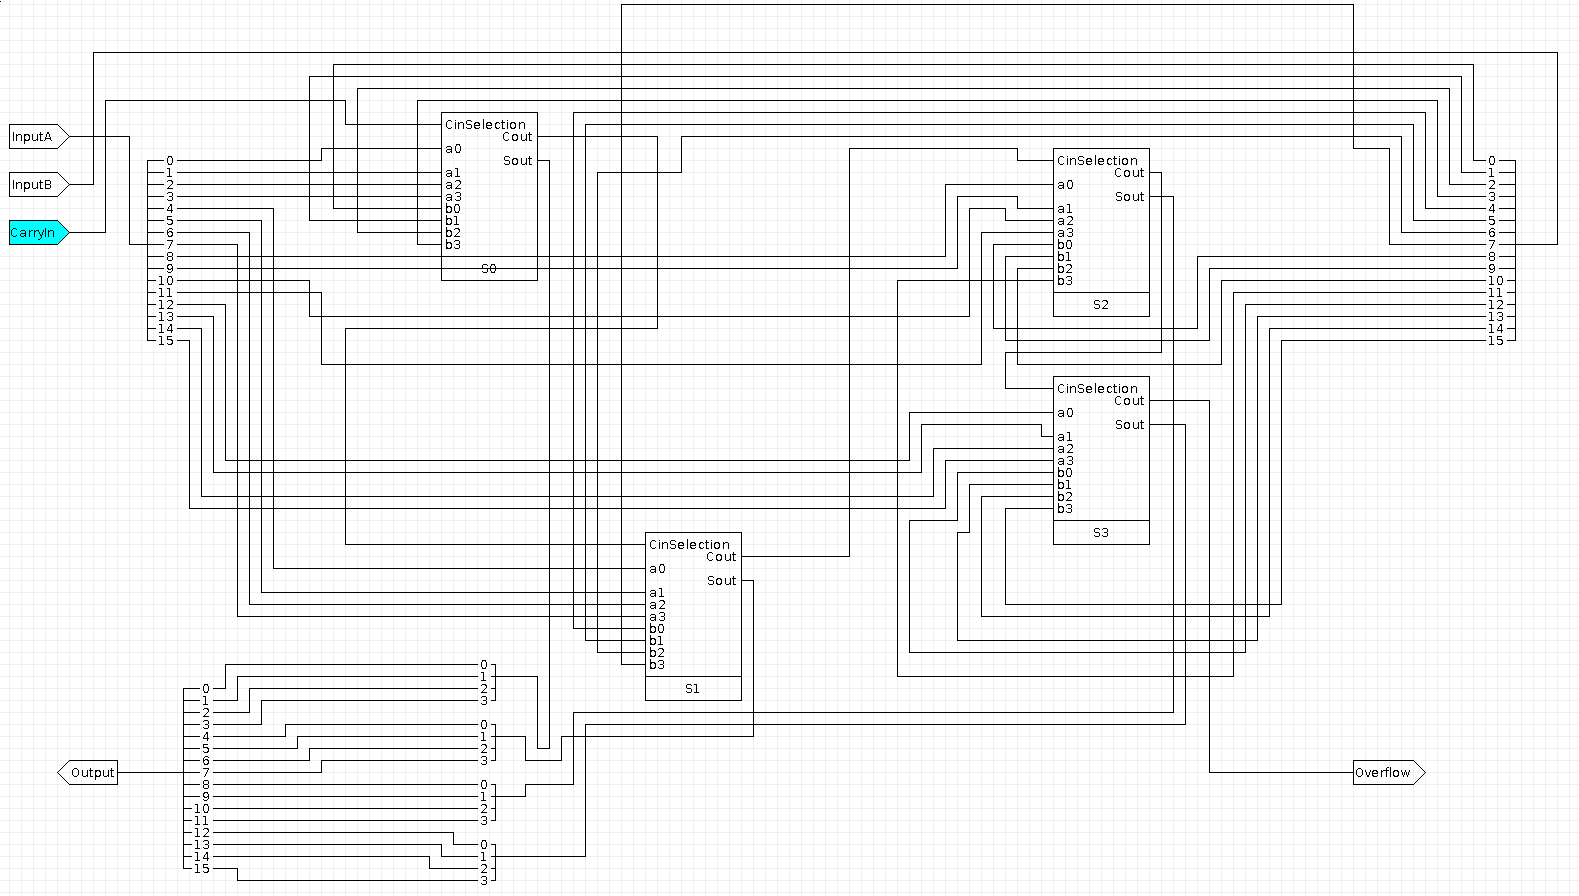 InputA
InputB
CarryIn
0
1
2
3
4
5
6
7
8
9
10
11
12
13
14
15
CinSelection
Cout
a0
Sout
a1
a2
a3
b0
b1
b2
b3
S0
CinSelection
Cout
a0
Sout
a1
a2
a3
b0
b1
b2
b3
S2
0
1
2
3
4
5
6
7
8
9
10
11
12
13
14
15
CinSelection
Cout
a0
Sout
a1
a2
a3
b0
b1
b2
b3
S3
CinSelection
Cout
a0
Sout
a1
a2
a3
b0
b1
b2
b3
S1
0
1
2
3
0
1
2
3
0
1
2
3
0
1
2
3
0
1
2
3
4
5
6
7
8
9
10
11
12
13
14
15
Output
Overflow